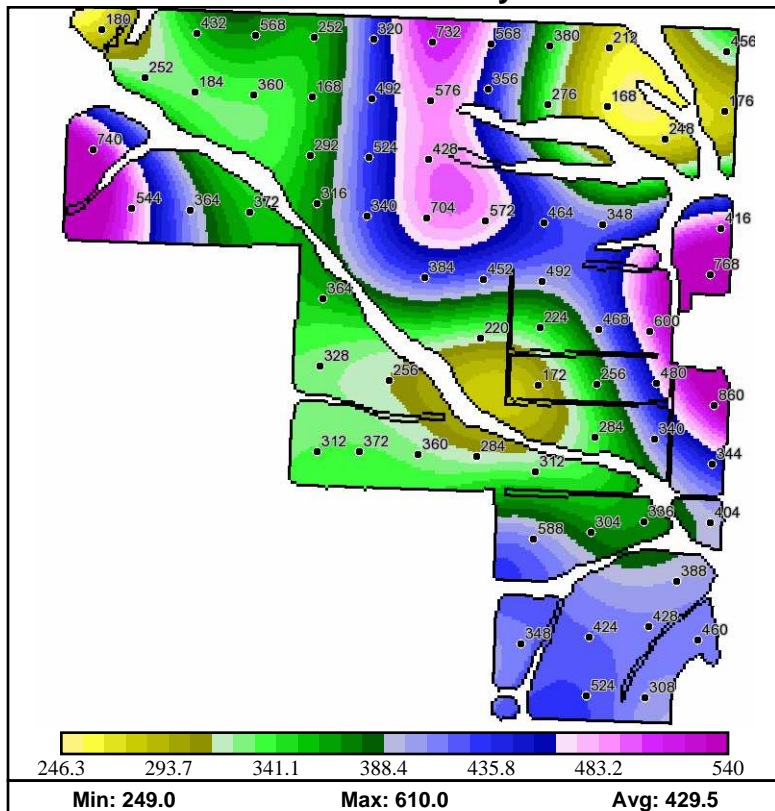 180 432 568 252 320 732 568 380 212 456
252 184 360 168 492 576 356 276 168 176
740 292 524 428 248
544 364 372 316 340 704 572 464 348 416
364 384 452 492 768
220 224 468 600
328 256 172 256 480 860
312 372 360 284 312 284 340 344
588 304 336 404
388
348 424 428 460
524 308
246.3 293.7 341.1 388.4 435.8 483.2 540
Min: 249.0 Max: 610.0 Avg: 429.5